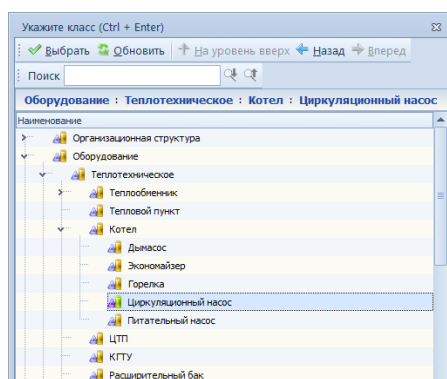 Укажите класс (Ctrl + Enter)
Выбрать Обновить На уровень вверх Назад Вперед
Поиск
Оборудование : Теплотехническое : Котел : Циркуляционный насос
Наименование
Организационная структура
Оборудование
Теплотехническое
Теплообменник
Тепловой пункт
Котел
Дымасос
Экономайзер
Горелка
Циркуляционный насос
Питательный насос
ЦТП
КГТУ
Расширительный бак